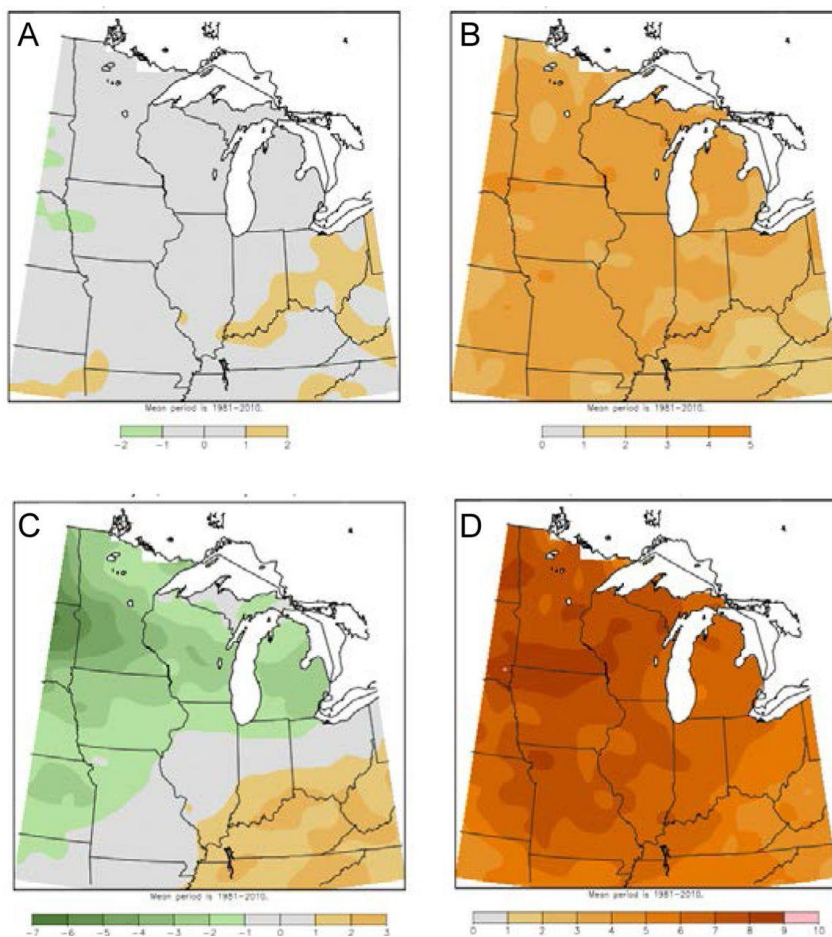 A
B
Mean period is 1981-2010.
Mean period is 1981-2010.
-2 -1 0 1 2
0 1 2 3 4 5
C
D
Mean period is 1981-2010.
Mean period is 1981-2010.
-7 -6 -5 -4 -3 -2 -1 0 1 2 3
0 1 2 3 4 5 6 7 8 9 10